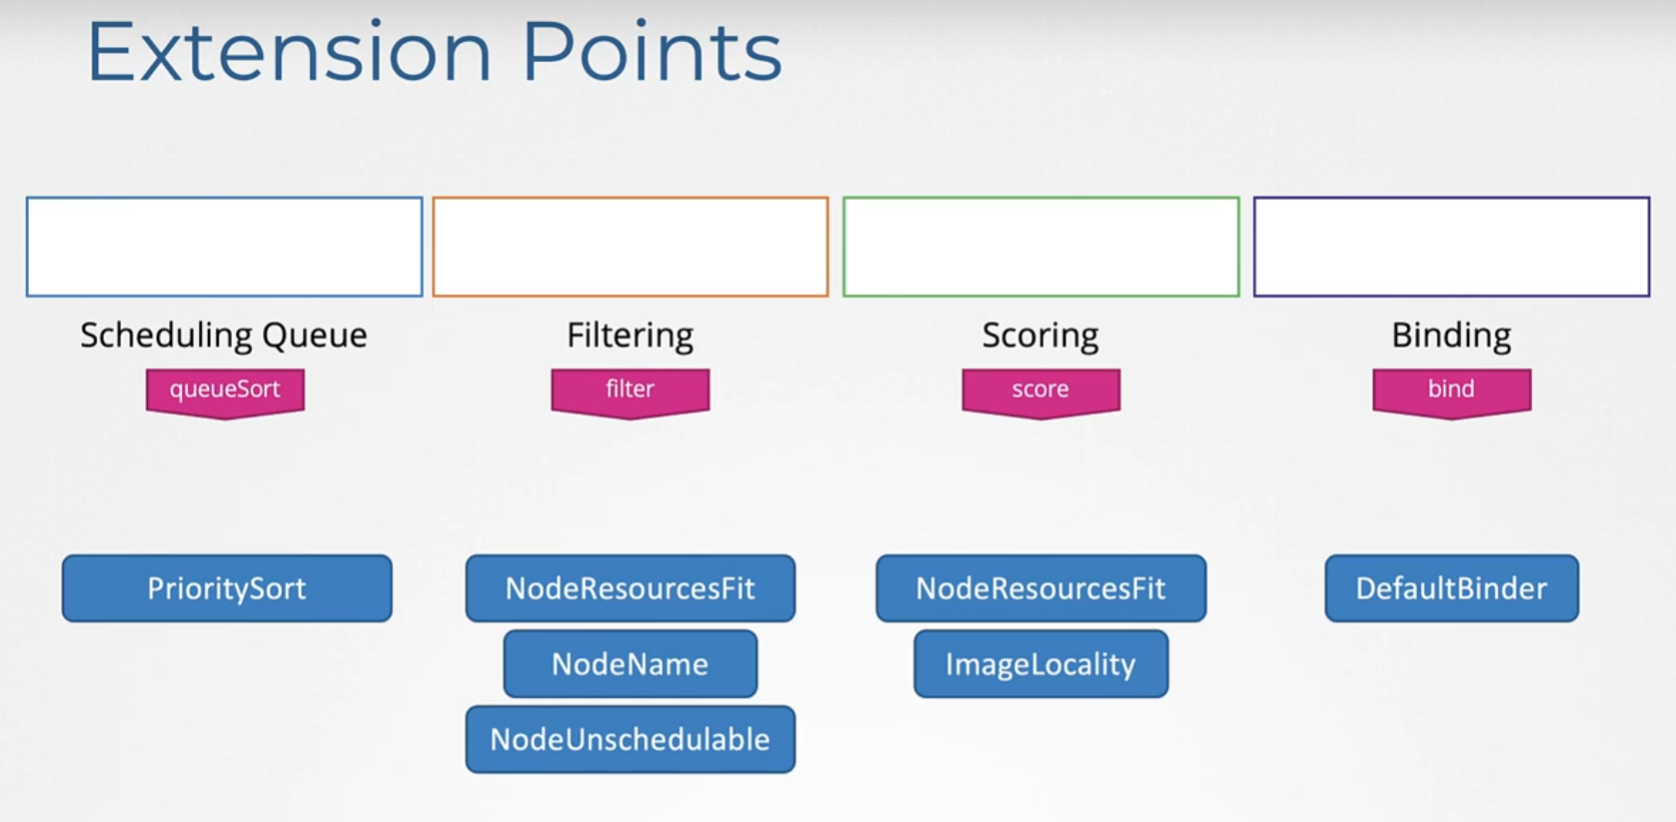 Extension Points
Scheduling Queue
Filtering
Scoring
Binding
queueSort
filter
score
bind
PrioritySort
NodeResourcesFit
NodeResourcesFit
DefaultBinder
NodeName
ImageLocality
NodeUnschedulable